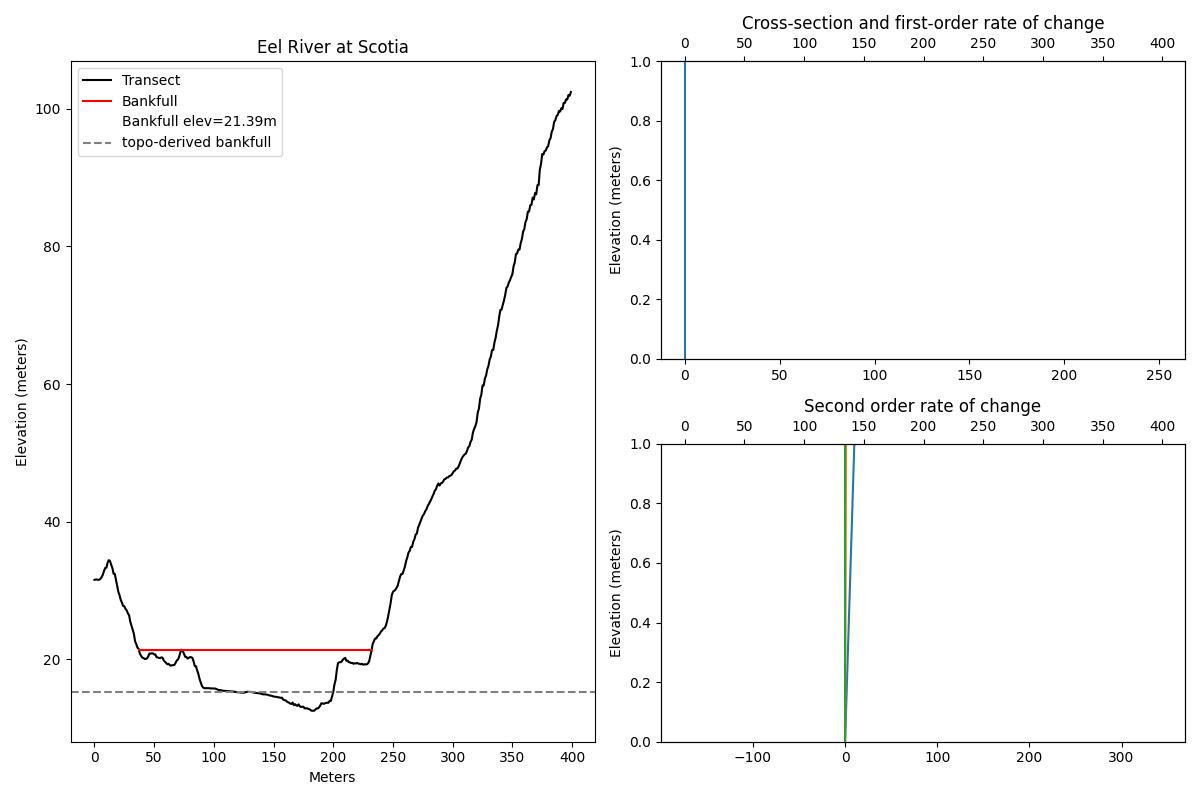 Eel River at Scotia
Transect
Bankfull
Bankfull elev=21.39m
topo-derived bankfull
Elevation (meters)
100
80
60
40
20
0 50 100 150 200 250 300 350 400
Meters
Cross-section and first-order rate of change
0 50 100 150 200 250 300 350 400
Elevation (meters)
1.0
0.8
0.6
0.4
0.2
0.0
0 50 100 150 200 250
Second order rate of change
0 50 100 150 200 250 300 350 400
Elevation (meters)
1.0
0.8
0.6
0.4
0.2
0.0
−100 0 100 200 300